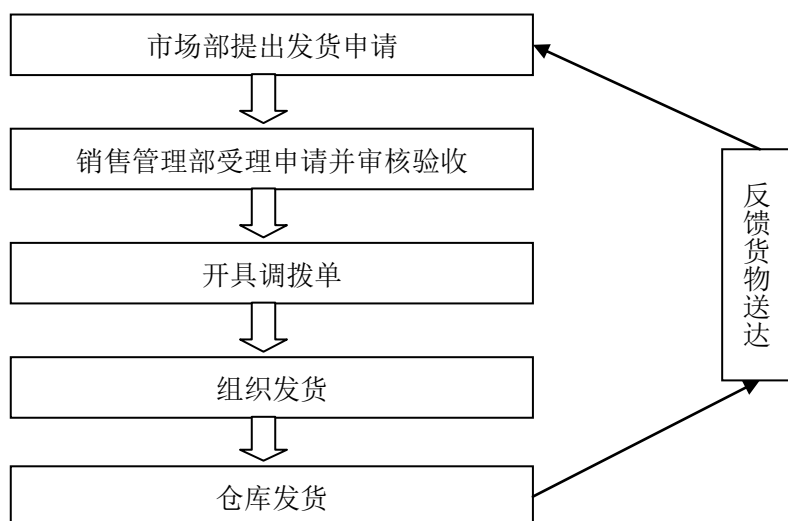 市场部提出发货申请
销售管理部受理申请并审核验收
开具调拨单
组织发货
仓库发货
反馈货物送达